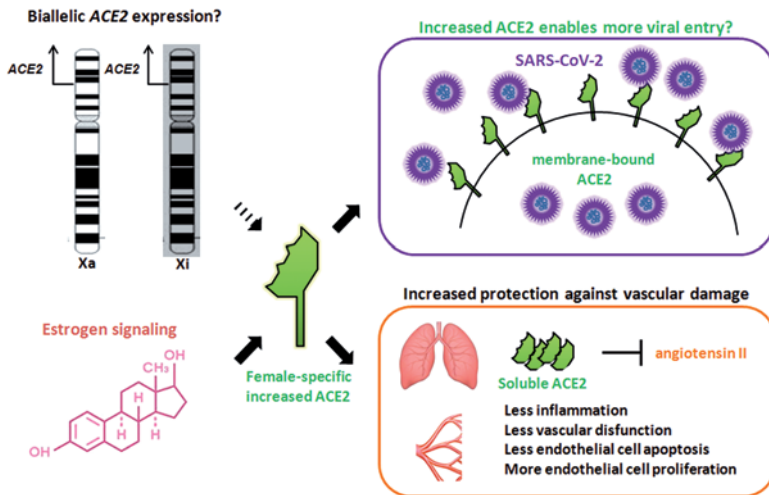 Biallelic ACE2 expression?
ACE2
ACE2
Xa
Xi
Estrogen signaling
OH
CH₃
H
H
H
OH
Female-specific
increased ACE2
Increased ACE2 enables more viral entry?
SARS-CoV-2
membrane-bound
ACE2
Increased protection against vascular damage
Soluble ACE2
angiotensin II
Less inflammation
Less vascular disfunction
Less endothelial cell apoptosis
More endothelial cell proliferation